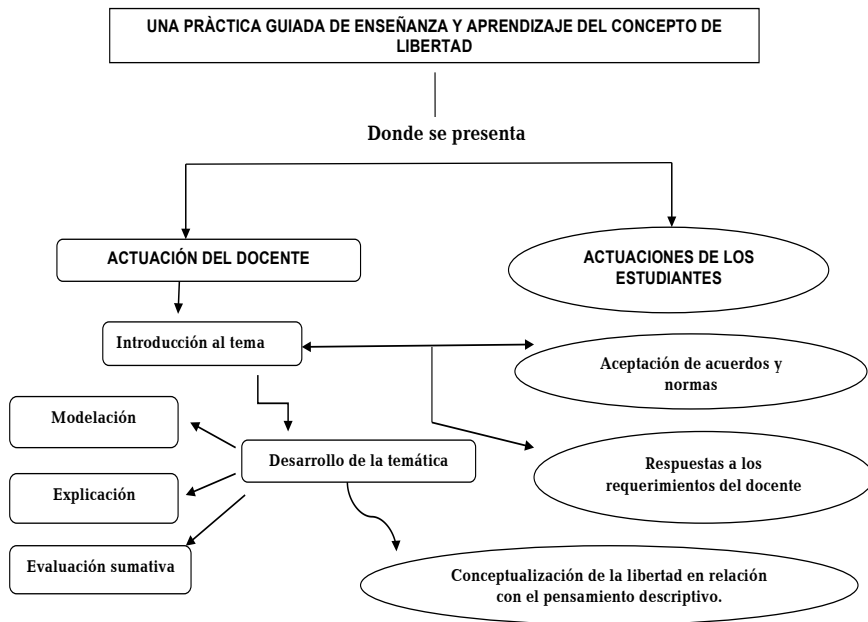 UNA PRÀCTICA GUIADA DE ENSEÑANZA Y APRENDIZAJE DEL CONCEPTO DE
LIBERTAD
Donde se presenta
ACTUACIÓN DEL DOCENTE
ACTUACIONES DE LOS
ESTUDIANTES
Introducción al tema
Aceptación de acuerdos y
normas
Modelación
Desarrollo de la temática
Respuestas a los
requerimientos del docente
Explicación
Evaluación sumativa
Conceptualización de la libertad en relación
con el pensamiento descriptivo.